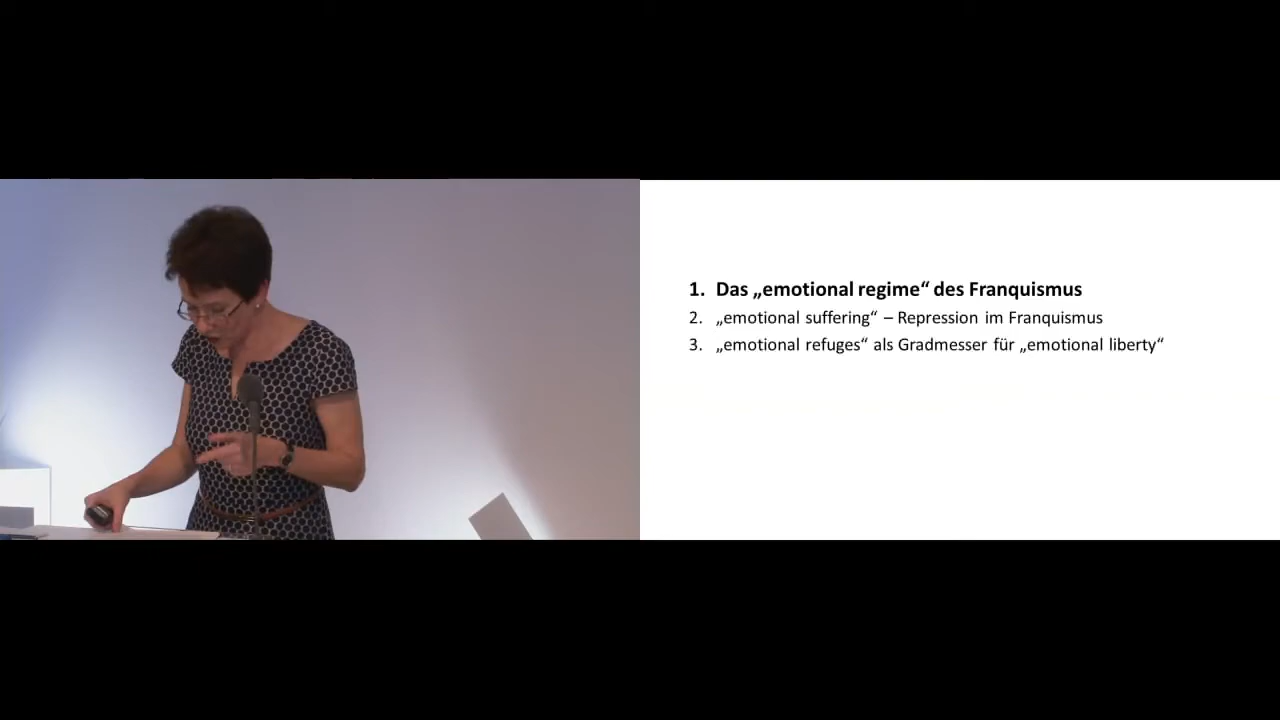 1. Das „emotional regime“ des Franquismus
2. „emotional suffering“ – Repression im Franquismus
3. „emotional refuges“ als Gradmesser für „emotional liberty“